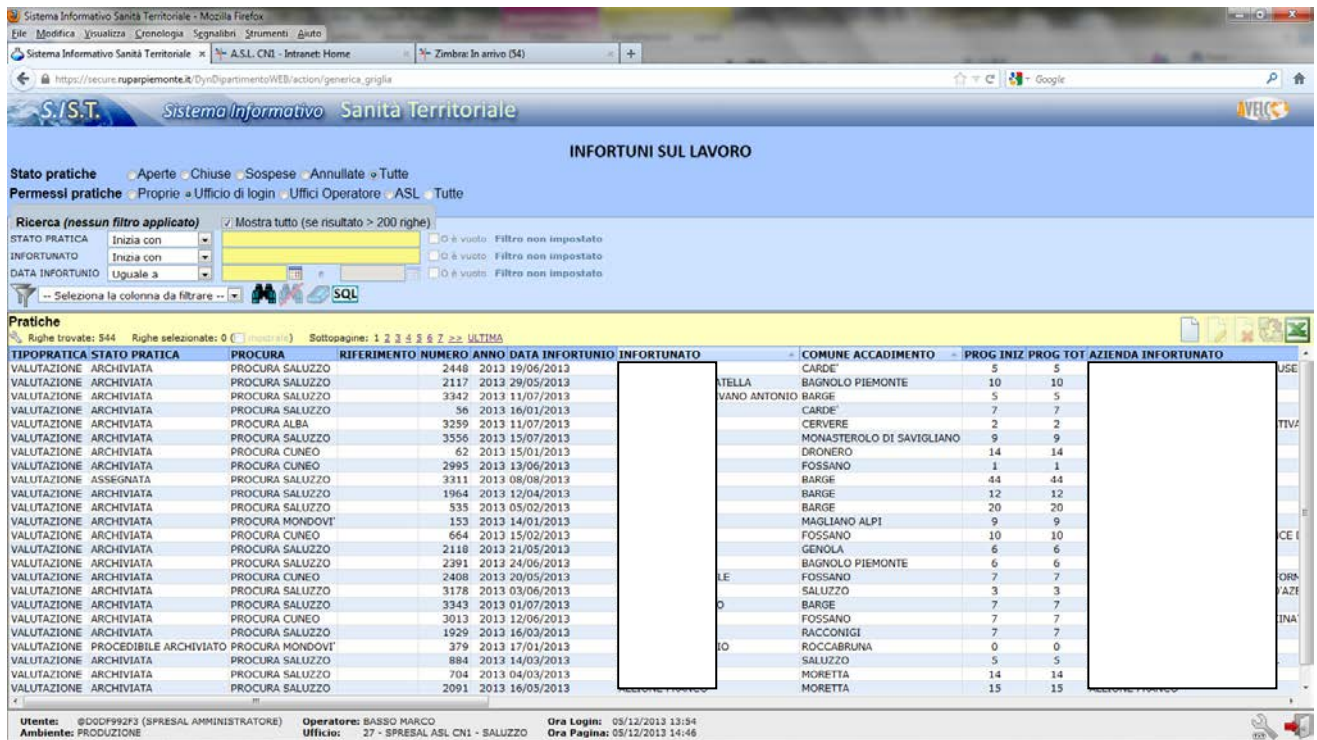 Sistema Informativo Sanità Territoriale - Mozilla Firefox
File Modifica Visualizza Cronologia Segnalibri Strumenti Aiuto
Sistema Informativo Sanità Territoriale × A.S.L. CN1 - Intranet: Home × Zimbra: In arrivo (54) × +
https://secure.ruparpiemonte.it/DynDipartimentoWEB/action/generica_griglia Google
S.I.S.T. Sistema Informativo Sanità Territoriale
INFORTUNI SUL LAVORO
Stato pratiche Aperte Chiuse Sospese Annullate Tutte
Permessi pratiche Proprie Ufficio di login Uffici Operatore ASL Tutte
Ricerca (nessun filtro applicato) Mostra tutto (se risultato > 200 righe)
STATO PRATICA Inizia con O è vuoto Filtro non impostato
INFORTUNATO Inizia con O è vuoto Filtro non impostato
DATA INFORTUNIO Uguale a e O è vuoto Filtro non impostato
-- Seleziona la colonna da filtrare -- SQL
Pratiche
Righe trovate: 544 Righe selezionate: 0 ( mostrale) Sottopagine: 1 2 3 4 5 6 7 >> ULTIMA
TIPOPRATICA STATO PRATICA PROCURA RIFERIMENTO NUMERO ANNO DATA INFORTUNIO INFORTUNATO COMUNE ACCADIMENTO PROG INIZ PROG TOT AZIENDA INFORTUNATO
VALUTAZIONE ARCHIVIATA PROCURA SALUZZO 2448 2013 19/06/2013 CARDE' 5 5 USE
VALUTAZIONE ARCHIVIATA PROCURA SALUZZO 2117 2013 29/05/2013 ATELLA BAGNOLO PIEMONTE 10 10
VALUTAZIONE ARCHIVIATA PROCURA SALUZZO 3342 2013 11/07/2013 VANO ANTONIO BARGE 5 5
VALUTAZIONE ARCHIVIATA PROCURA SALUZZO 56 2013 16/01/2013 CARDE' 7 7
VALUTAZIONE ARCHIVIATA PROCURA ALBA 3259 2013 11/07/2013 CERVERE 2 2 TIVA
VALUTAZIONE ARCHIVIATA PROCURA SALUZZO 3556 2013 15/07/2013 MONASTEROLO DI SAVIGLIANO 9 9
VALUTAZIONE ARCHIVIATA PROCURA CUNEO 62 2013 15/01/2013 DRONERO 14 14
VALUTAZIONE ARCHIVIATA PROCURA CUNEO 2995 2013 13/06/2013 FOSSANO 1 1
VALUTAZIONE ASSEGNATA PROCURA SALUZZO 3311 2013 08/08/2013 BARGE 44 44
VALUTAZIONE ARCHIVIATA PROCURA SALUZZO 1964 2013 12/04/2013 BARGE 12 12
VALUTAZIONE ARCHIVIATA PROCURA SALUZZO 535 2013 05/02/2013 BARGE 20 20
VALUTAZIONE ARCHIVIATA PROCURA MONDOVI' 153 2013 14/01/2013 MAGLIANO ALPI 9 9
VALUTAZIONE ARCHIVIATA PROCURA CUNEO 664 2013 15/02/2013 FOSSANO 10 10 ICE
VALUTAZIONE ARCHIVIATA PROCURA SALUZZO 2118 2013 21/05/2013 GENOLA 6 6
VALUTAZIONE ARCHIVIATA PROCURA SALUZZO 2391 2013 24/06/2013 BAGNOLO PIEMONTE 6 6
VALUTAZIONE ARCHIVIATA PROCURA CUNEO 2408 2013 20/05/2013 LE FOSSANO 7 7 FORN
VALUTAZIONE ARCHIVIATA PROCURA SALUZZO 3178 2013 03/06/2013 SALUZZO 3 3 'AZE
VALUTAZIONE ARCHIVIATA PROCURA SALUZZO 3343 2013 01/07/2013 O BARGE 7 7
VALUTAZIONE ARCHIVIATA PROCURA CUNEO 3013 2013 12/06/2013 FOSSANO 7 7 INA
VALUTAZIONE ARCHIVIATA PROCURA SALUZZO 1929 2013 16/03/2013 RACCONIGI 7 7
VALUTAZIONE PROCEDIBILE ARCHIVIATO PROCURA MONDOVI' 379 2013 17/01/2013 IO ROCCABRUNA 0 0
VALUTAZIONE ARCHIVIATA PROCURA SALUZZO 884 2013 14/03/2013 SALUZZO 5 5
VALUTAZIONE ARCHIVIATA PROCURA SALUZZO 704 2013 04/03/2013 MORETTA 14 14
VALUTAZIONE ARCHIVIATA PROCURA SALUZZO 2091 2013 16/05/2013 MORETTA 15 15
Utente: @D0DF992F3 (SPRESAL AMMINISTRATORE) Operatore: BASSO MARCO Ora Login: 05/12/2013 13:54
Ambiente: PRODUZIONE Ufficio: 27 - SPRESAL ASL CN1 - SALUZZO Ora Pagina: 05/12/2013 14:46